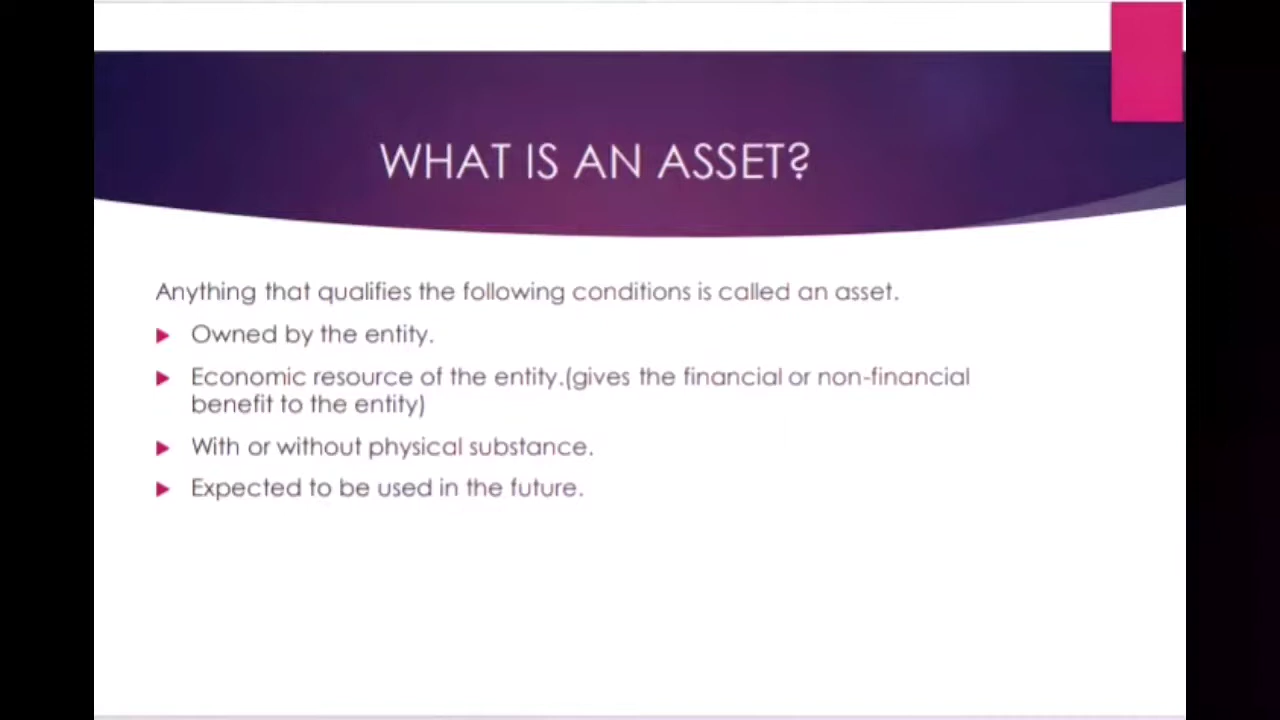 WHAT IS AN ASSET?
Anything that qualifies the following conditions is called an asset.
Owned by the entity.
Economic resource of the entity.(gives the financial or non-financial
benefit to the entity)
With or without physical substance.
Expected to be used in the future.